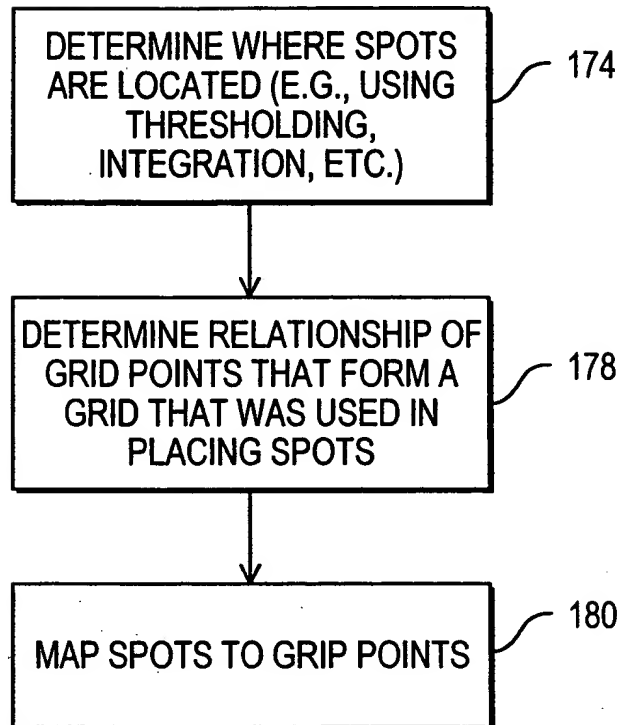 DETERMINE WHERE SPOTS
ARE LOCATED (E.G., USING
THRESHOLDING,
INTEGRATION, ETC.)
174
DETERMINE RELATIONSHIP OF
GRID POINTS THAT FORM A
GRID THAT WAS USED IN
PLACING SPOTS
178
MAP SPOTS TO GRIP POINTS
180